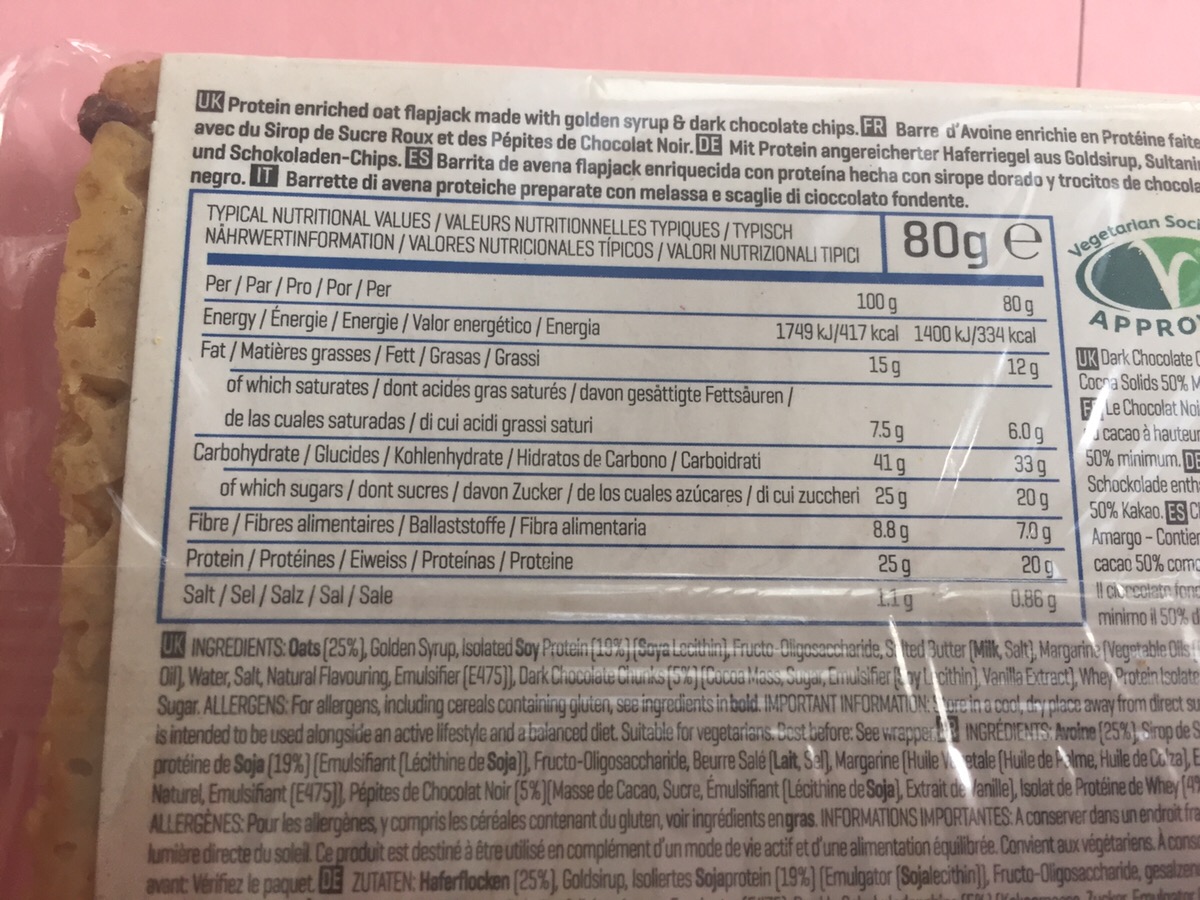 UK Protein enriched oat flapjack made with golden syrup & dark chocolate chips. FR Barre d'Avoine enrichie en Protéine faite
avec du Sirop de Sucre Roux et des Pépites de Chocolat Noir. DE Mit Protein angereicherter Haferriegel aus Goldsirup,
und Schokoladen-Chips. ES Barrita de avena flapjack enriquecida con proteína hecha con sirope dorado y trocitos de
negro. IT Barrette di avena proteiche preparate con melassa e scaglie di cioccolato fondente.
TYPICAL NUTRITIONAL VALUES / VALEURS NUTRITIONNELLES TYPIQUES / TYPISCH
NÄHRWERTINFORMATION / VALORES NUTRICIONALES TÍPICOS / VALORI NUTRIZIONALI TIPICI
80g e
Per / Par / Pro / Por / Per 100 g 80 g
Energy / Énergie / Energie / Valor energético / Energia 1749 kJ/417 kcal 1400 kJ/334 kcal
Fat / Matières grasses / Fett / Grasas / Grassi 15 g 12 g
of which saturates / dont acides gras saturés / davon gesättigte Fettsäuren /
de las cuales saturadas / di cui acidi grassi saturi 7.5 g 6.0 g
Carbohydrate / Glucides / Kohlenhydrate / Hidratos de Carbono / Carboidrati 41 g 33 g
of which sugars / dont sucres / davon Zucker / de los cuales azúcares / di cui zuccheri 25 g 20 g
Fibre / Fibres alimentaires / Ballaststoffe / Fibra alimentaria 8.8 g 7.0 g
Protein / Protéines / Eiweiss / Proteínas / Proteine 25 g 20 g
Salt / Sel / Salz / Sal / Sale 1.1 g 0.86 g
Vegetarian
UK Dark Chocolate
Cocoa Solids 50%
Le Chocolat
cacao à
50% minimum. DE
Schockolade
50% Kakao. ES
Amargo -
cacao 50%
Il
minimo il 50%
UK INGREDIENTS: Oats (25%), Golden Syrup, Isolated Soy Protein (19%) (Soya Lecithin), Fructo-Oligosaccharide, Salted Butter (Milk, Salt), Margarine (Vegetable Oils
Oil), Water, Salt, Natural Flavouring, Emulsifier (E475)), Dark Chocolate Chunks (5%) (Cocoa Mass, Sugar, Emulsifier (Soy Lecithin), Vanilla Extract), Whey Protein Isolate
Sugar. ALLERGENS: For allergens, including cereals containing gluten, see ingredients in bold. IMPORTANT INFORMATION: Store in a cool, dry place away from direct
is intended to be used alongside an active lifestyle and a balanced diet. Suitable for vegetarians. Best before: See wrapper. FR INGRÉDIENTS: Avoine (25%), Sirop de
protéine de Soja (19%) (Emulsifiant (Lécithine de Soja)), Fructo-Oligosaccharide, Beurre Salé (Lait, Sel), Margarine (Huile Végetale (Huile de Palme, Huile de Colza),
Naturel, Emulsifiant (E475)), Pépites de Chocolat Noir (5%)(Masse de Cacao, Sucre, Émulsifiant (Lécithine de Soja), Extrait de Vanille), Isolat de Protéine de Whey
ALLERGÈNES: Pour les allergènes, y compris les céréales contenant du gluten, voir ingrédients en gras. INFORMATIONS IMPORTANTES: A conserver dans un endroit
lumière directe du soleil. Ce produit est destiné à être utilisé en complément d'un mode de vie actif et d'une alimentation équilibrée. Convient aux végétariens. A
avant: Vérifiez le paquet. DE ZUTATEN: Haferflocken (25%), Goldsirup, Isoliertes Sojaprotein (19%) (Emulgator (Sojalecithin)), Fructo-Oligosaccharide,